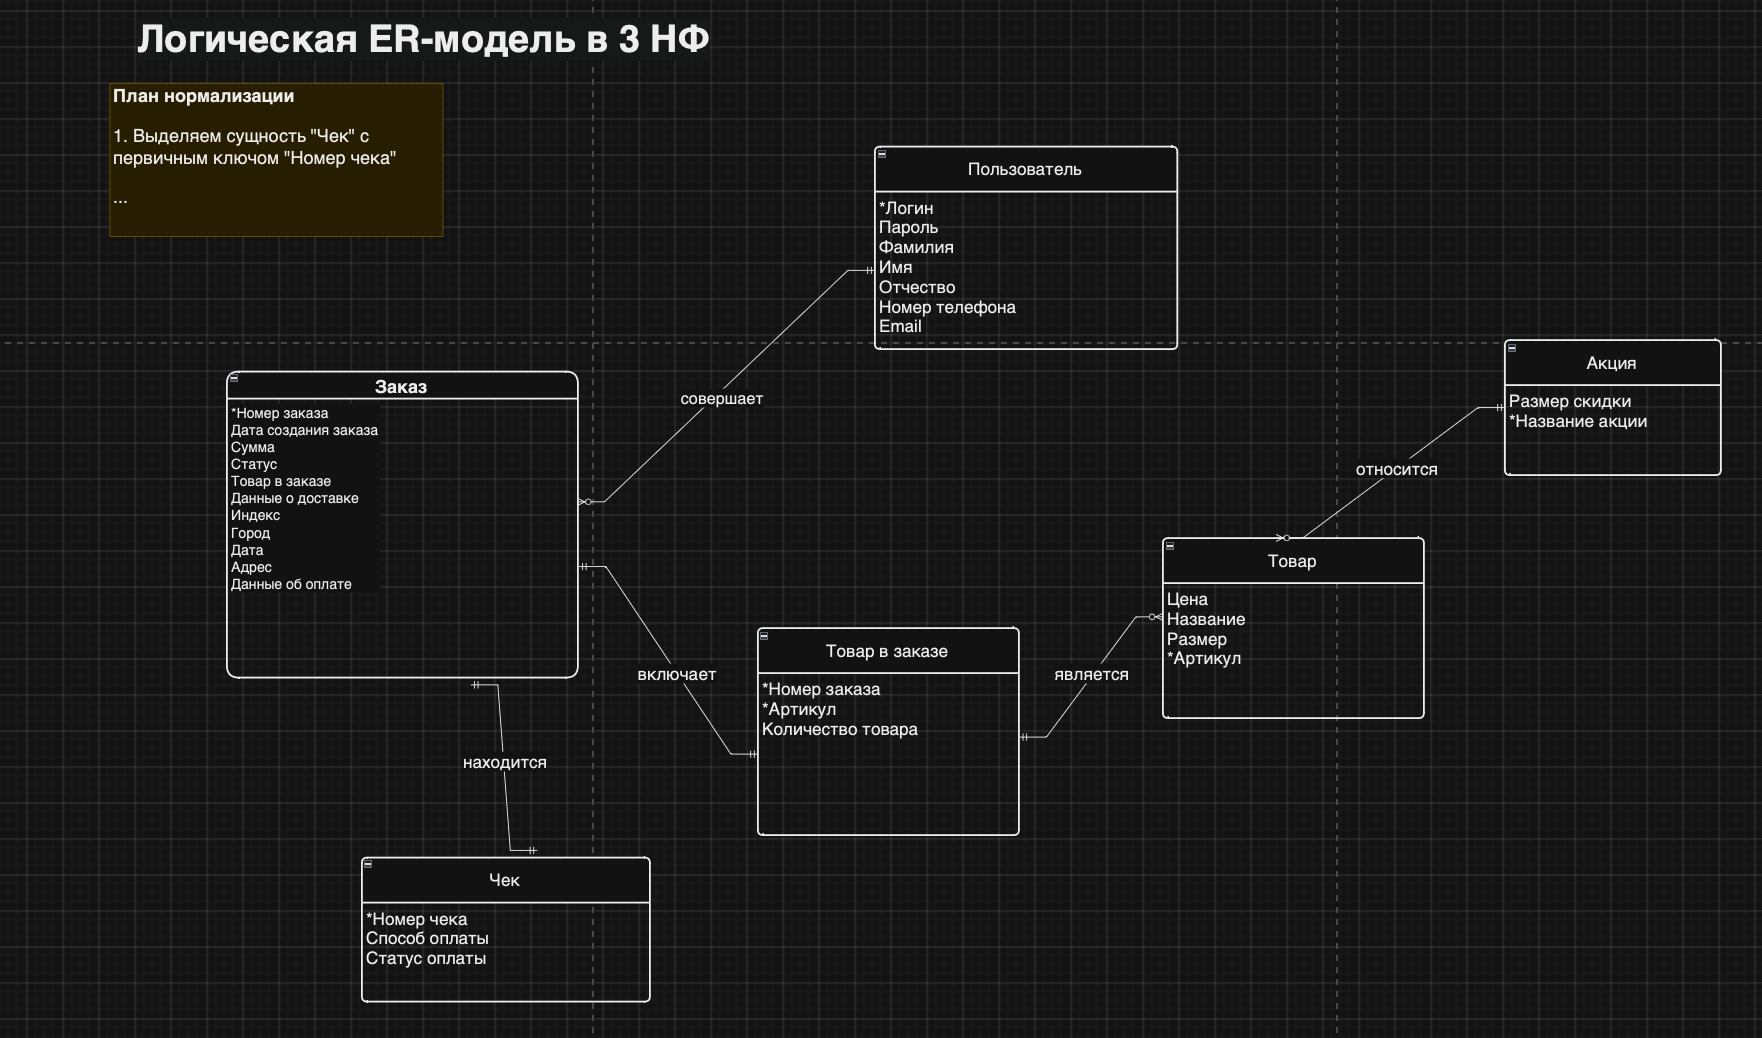 Логическая ER-модель в 3 НФ
План нормализации
1. Выделяем сущность "Чек" с
первичным ключом "Номер чека"
...
Пользователь
*Логин
Пароль
Фамилия
Имя
Отчество
Номер телефона
Email
совершает
Заказ
*Номер заказа
Дата создания заказа
Сумма
Статус
Товар в заказе
Данные о доставке
Индекс
Город
Дата
Адрес
Данные об оплате
Акция
Размер скидки
*Название акции
относится
Товар
Цена
Название
Размер
*Артикул
включает
Товар в заказе
*Номер заказа
*Артикул
Количество товара
является
находится
Чек
*Номер чека
Способ оплаты
Статус оплаты